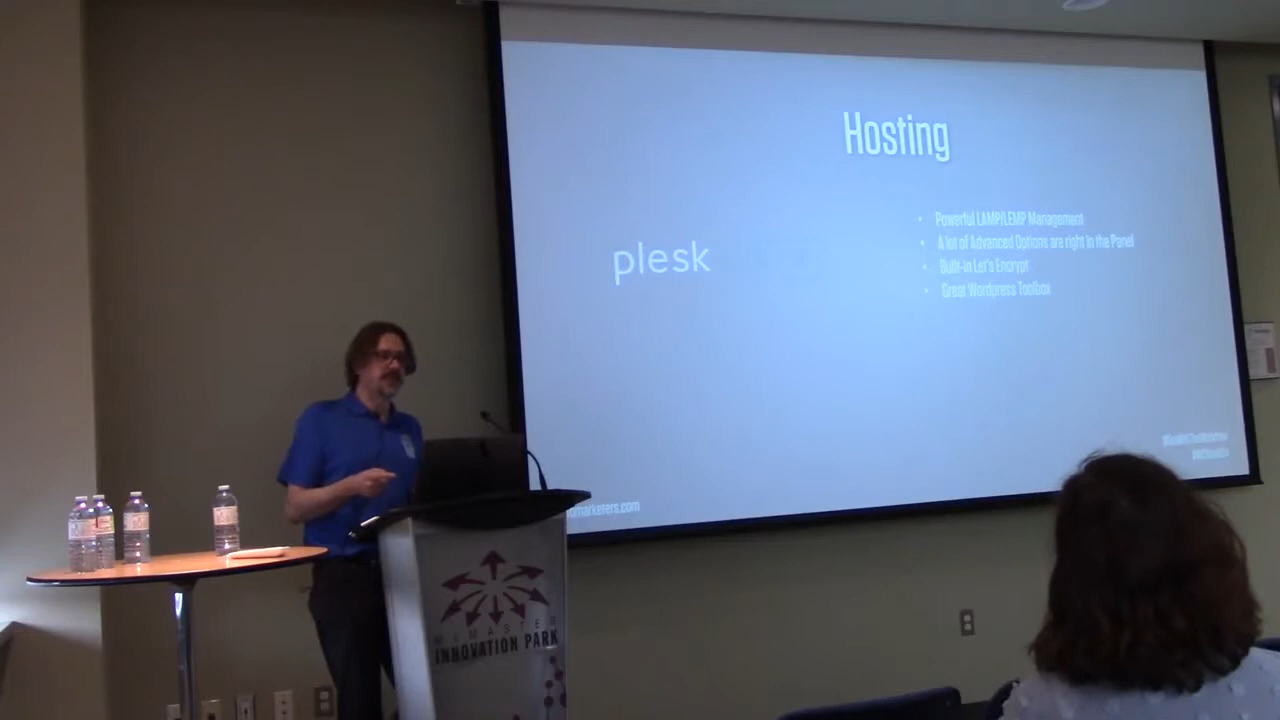 Hosting
plesk
• Powerful LAMP/LEMP Management
• A lot of Advanced Options are right in the Panel
• Built-in Let's Encrypt
• Great Wordpress Toolbox
marketers.com
McMASTER
INNOVATION PARK